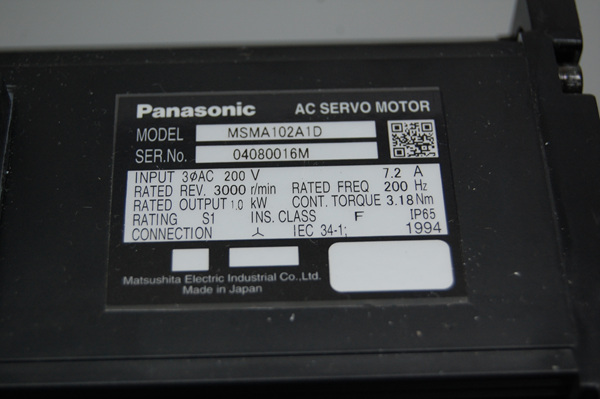 Panasonic AC SERVO MOTOR
MODEL MSMA102A1D
SER.No. 04080016M
INPUT 3ØAC 200 V 7.2 A
RATED REV. 3000 r/min RATED FREQ 200 Hz
RATED OUTPUT 1.0 kW CONT. TORQUE 3.18 Nm
RATING S1 INS. CLASS F IP65
CONNECTION ⅄ IEC 34-1; 1994
Matsushita Electric Industrial Co.,Ltd.
Made in Japan